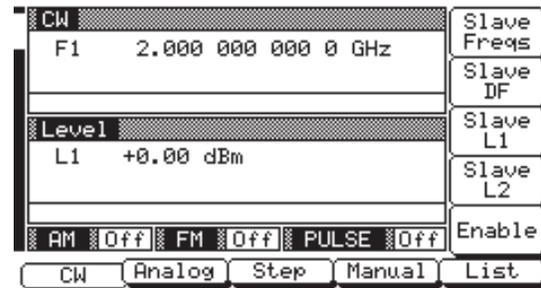 CW
F1 2.000 000 000 0 GHz
Level
L1 +0.00 dBm
AM Off FM Off PULSE Off
Slave Freqs
Slave DF
Slave L1
Slave L2
Enable
CW Analog Step Manual List